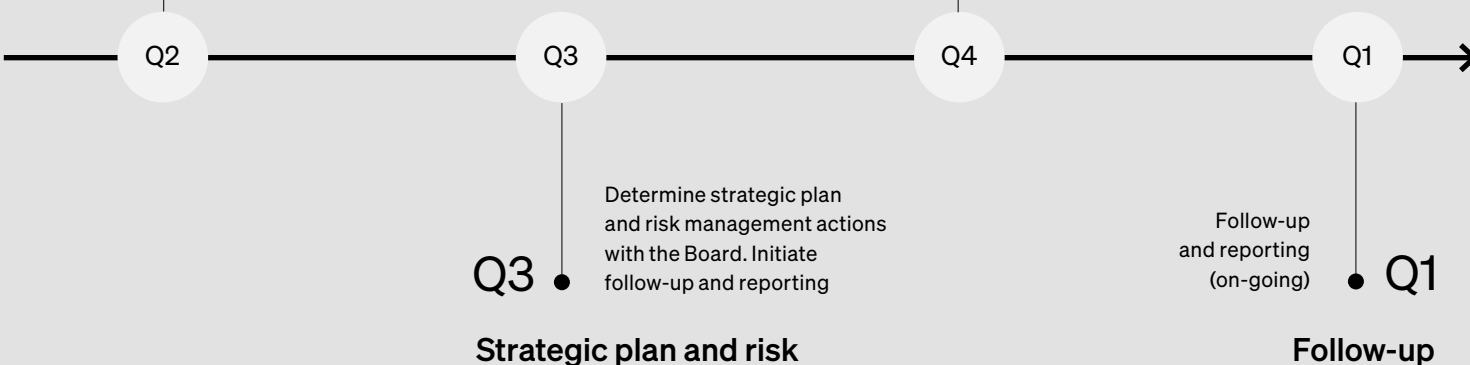 Q2
Q3
Q4
Q1
Determine strategic plan
and risk management actions
with the Board. Initiate
follow-up and reporting
Q3
Follow-up
and reporting
(on-going)
Q1
Strategic plan and risk
Follow-up